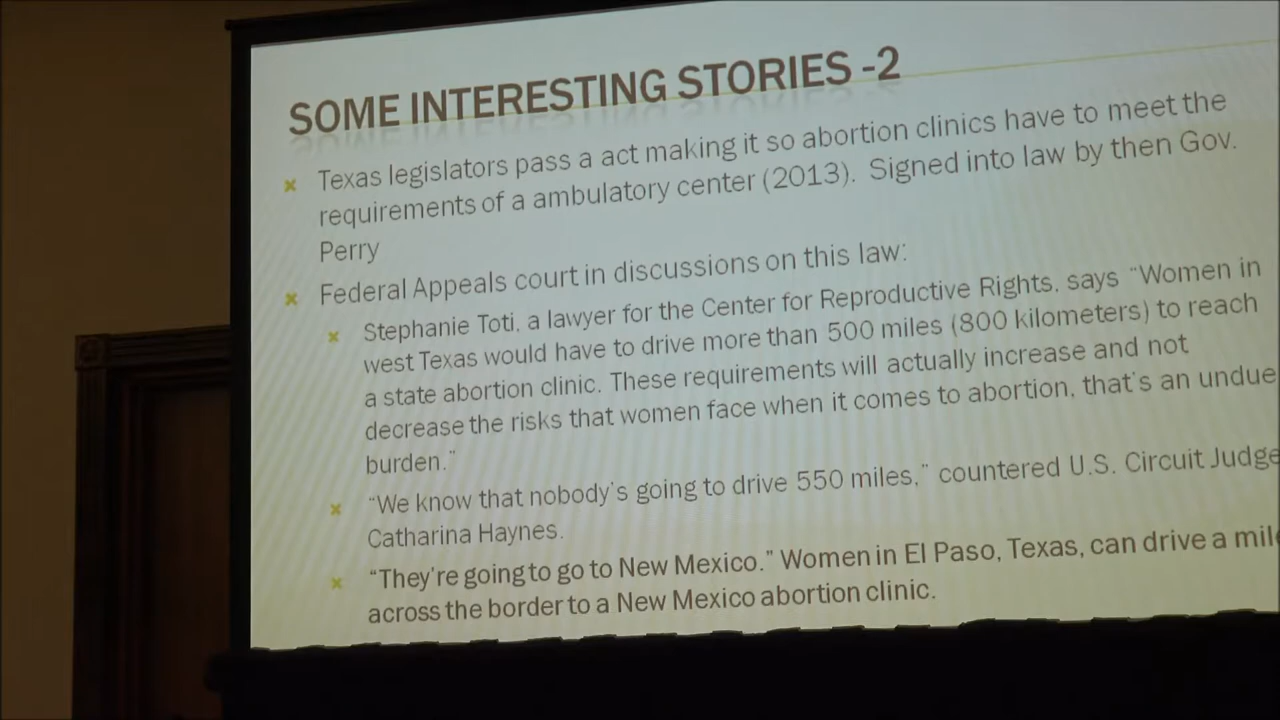 SOME INTERESTING STORIES -2
Texas legislators pass a act making it so abortion clinics have to meet the
requirements of a ambulatory center (2013). Signed into law by then Gov.
Perry
Federal Appeals court in discussions on this law:
Stephanie Toti, a lawyer for the Center for Reproductive Rights, says "Women in
west Texas would have to drive more than 500 miles (800 kilometers) to reach
a state abortion clinic. These requirements will actually increase and not
decrease the risks that women face when it comes to abortion, that's an undue
burden."
"We know that nobody's going to drive 550 miles," countered U.S. Circuit Judge
Catharina Haynes.
"They're going to go to New Mexico." Women in El Paso, Texas, can drive a mile
across the border to a New Mexico abortion clinic.